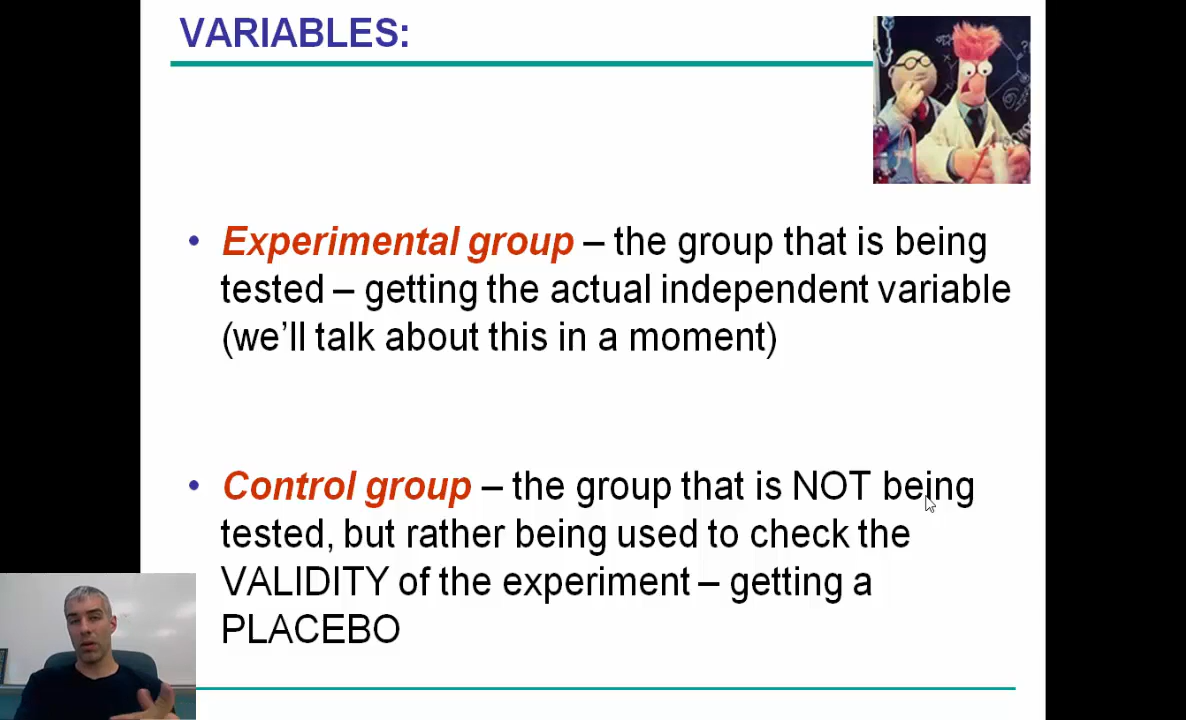 VARIABLES:
• Experimental group – the group that is being
tested – getting the actual independent variable
(we’ll talk about this in a moment)
• Control group – the group that is NOT being
tested, but rather being used to check the
VALIDITY of the experiment – getting a
PLACEBO